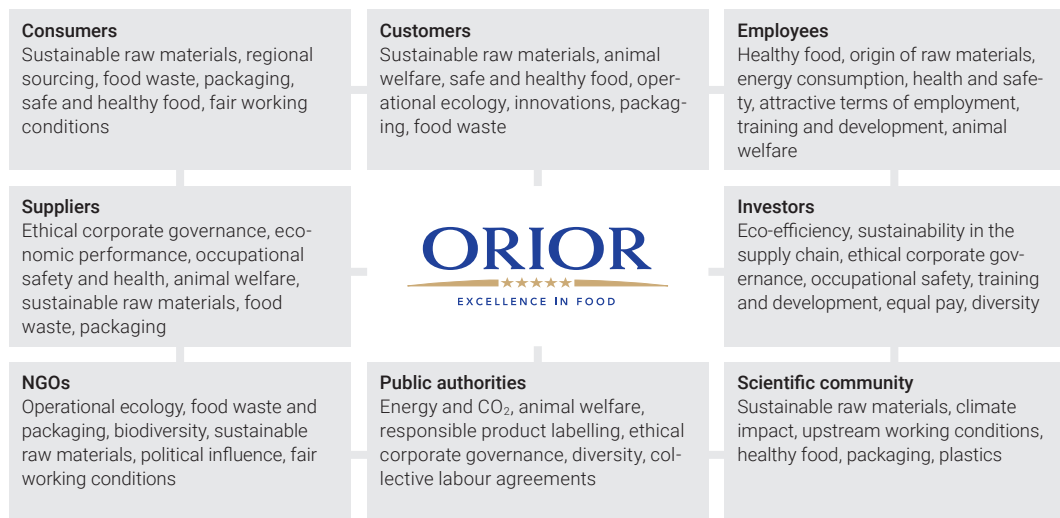 Consumers
Sustainable raw materials, regional
sourcing, food waste, packaging,
safe and healthy food, fair working
conditions
Customers
Sustainable raw materials, animal
welfare, safe and healthy food, oper-
ational ecology, innovations, packag-
ing, food waste
Employees
Healthy food, origin of raw materials,
energy consumption, health and safe-
ty, attractive terms of employment,
training and development, animal
welfare
Suppliers
Ethical corporate governance, eco-
nomic performance, occupational
safety and health, animal welfare,
sustainable raw materials, food
waste, packaging
ORIOR
EXCELLENCE IN FOOD
Investors
Eco-efficiency, sustainability in the
supply chain, ethical corporate gov-
ernance, occupational safety, training
and development, equal pay, diversity
NGOs
Operational ecology, food waste and
packaging, biodiversity, sustainable
raw materials, political influence, fair
working conditions
Public authorities
Energy and CO₂, animal welfare,
responsible product labelling, ethical
corporate governance, diversity, col-
lective labour agreements
Scientific community
Sustainable raw materials, climate
impact, upstream working conditions,
healthy food, packaging, plastics